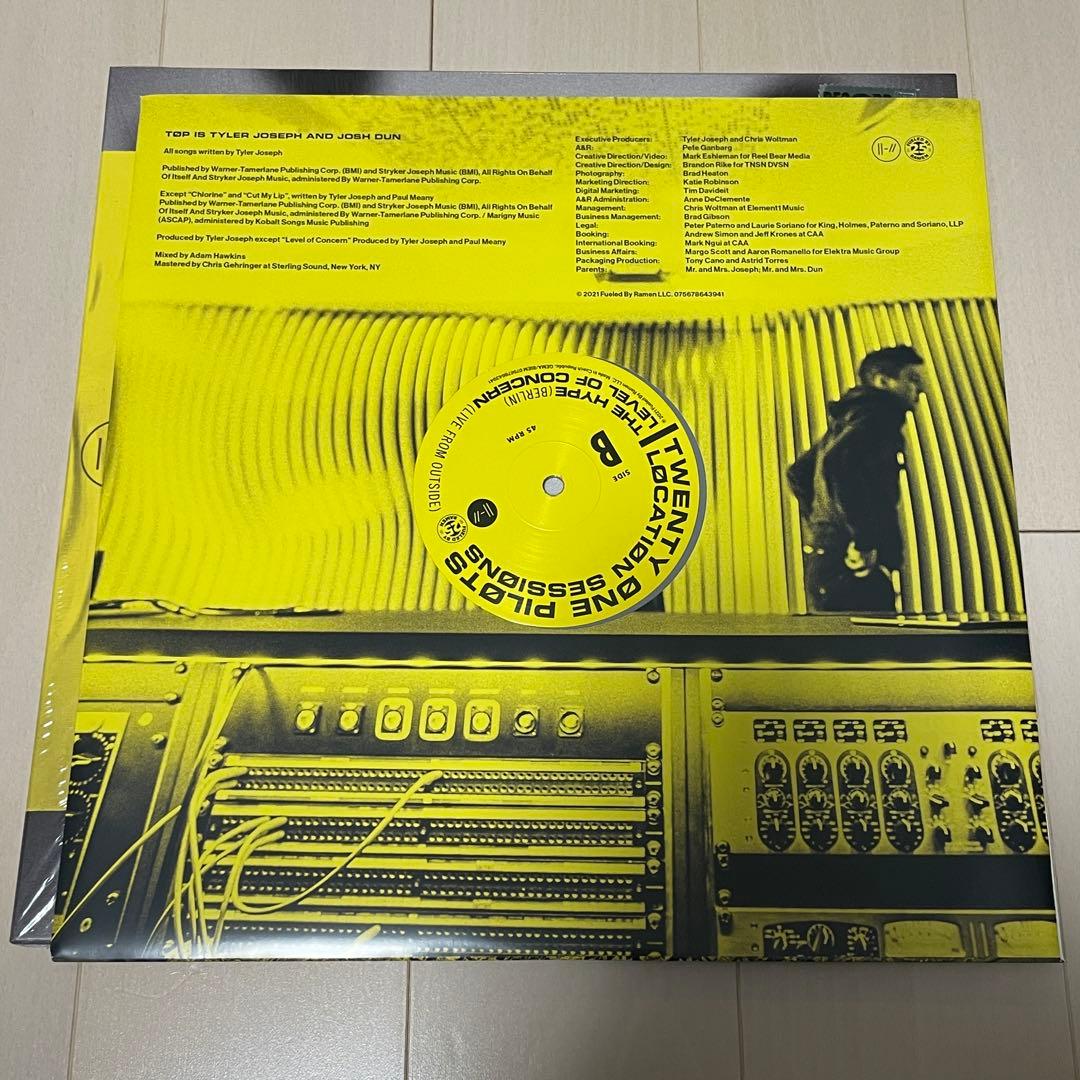 TØP IS TYLER JOSEPH AND JOSH DUN
All songs written by Tyler Joseph
Published by Warner-Tamerlane Publishing Corp. (BMI) and Stryker Joseph Music (BMI), All Rights On Behalf
Of Itself And Stryker Joseph Music, administered By Warner-Tamerlane Publishing Corp.
Except "Chlorine" and "Cut My Lip", written by Tyler Joseph and Paul Meany
Published by Warner-Tamerlane Publishing Corp. (BMI) and Stryker Joseph Music (BMI), All Rights On Behalf
Of Itself And Stryker Joseph Music, administered By Warner-Tamerlane Publishing Corp. / Marigny Music
(ASCAP), administered by Kobalt Songs Music Publishing
Produced by Tyler Joseph except "Level of Concern" Produced by Tyler Joseph and Paul Meany
Mixed by Adam Hawkins
Mastered by Chris Gehringer at Sterling Sound, New York, NY
Executive Producers: Tyler Joseph and Chris Woltman
A&R: Pete Ganbarg
Creative Direction/Video: Mark Eshleman for Reel Bear Media
Creative Direction/Design: Brandon Rike for TNSN DVSN
Photography: Brad Heaton
Marketing Direction: Katie Robinson
Digital Marketing: Tim Davideit
A&R Administration: Anne DeClemente
Management: Chris Woltman at Element1 Music
Business Management: Brad Gibson
Legal: Peter Paterno and Laurie Soriano for King, Holmes, Paterno and Soriano, LLP
Booking: Andrew Simon and Jeff Krones at CAA
International Booking: Mark Ngui at CAA
Business Affairs: Margo Scott and Aaron Romanello for Elektra Music Group
Packaging Production: Tony Cano and Astrid Torres
Parents: Mr. and Mrs. Joseph; Mr. and Mrs. Dun
© 2021 Fueled By Ramen LLC. 075678643941
||-//
FUELED BY
25
RAMEN
TWENTY ØNE PILØTS
LØCATIØN SESSIØNS
SIDE
B
45 RPM
THE HYPE (BERLIN)
LEVEL OF CONCERN (LIVE FROM OUTSIDE)
||-//
FUELED BY
25
RAMEN